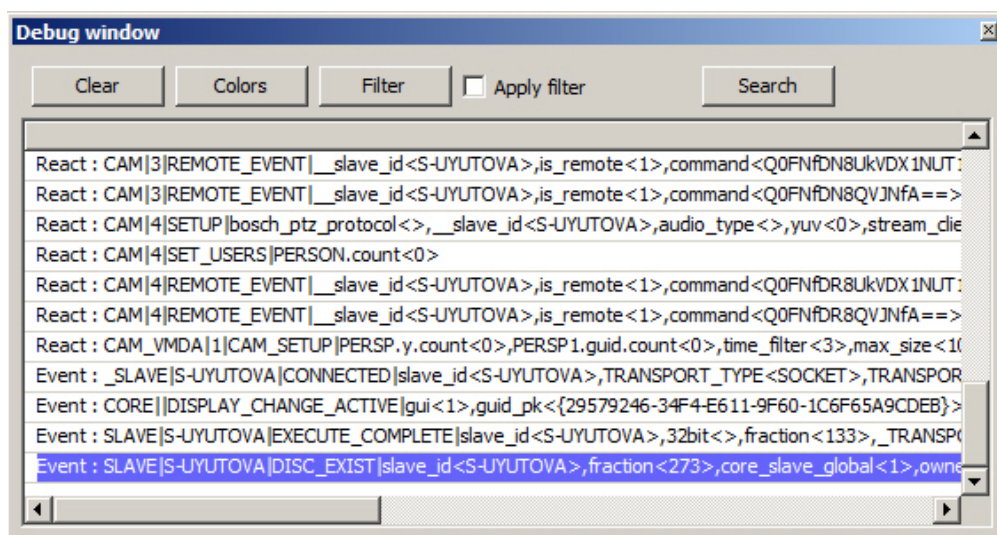 Debug window
Clear Colors Filter Apply filter Search
React : CAM|3|REMOTE_EVENT|__slave_id<S-UYUTOVA>,is_remote<1>,command<Q0FNfDN8UkVDX1NUT1
React : CAM|3|REMOTE_EVENT|__slave_id<S-UYUTOVA>,is_remote<1>,command<Q0FNfDN8QVJNfA==>
React : CAM|4|SETUP|bosch_ptz_protocol<>,__slave_id<S-UYUTOVA>,audio_type<>,yuv<0>,stream_clie
React : CAM|4|SET_USERS|PERSON.count<0>
React : CAM|4|REMOTE_EVENT|__slave_id<S-UYUTOVA>,is_remote<1>,command<Q0FNfDR8UkVDX1NUT1
React : CAM|4|REMOTE_EVENT|__slave_id<S-UYUTOVA>,is_remote<1>,command<Q0FNfDR8QVJNfA==>
React : CAM_VMDA|1|CAM_SETUP|PERSP.y.count<0>,PERSP1.guid.count<0>,time_filter<3>,max_size<10
Event : _SLAVE|S-UYUTOVA|CONNECTED|slave_id<S-UYUTOVA>,TRANSPORT_TYPE<SOCKET>,TRANSPOR
Event : CORE||DISPLAY_CHANGE_ACTIVE|gui<1>,guid_pk<{29579246-34F4-E611-9F60-1C6F65A9CDEB}>
Event : SLAVE|S-UYUTOVA|EXECUTE_COMPLETE|slave_id<S-UYUTOVA>,32bit<>,fraction<133>,_TRANSPO
Event : SLAVE|S-UYUTOVA|DISC_EXIST|slave_id<S-UYUTOVA>,fraction<273>,core_slave_global<1>,owne